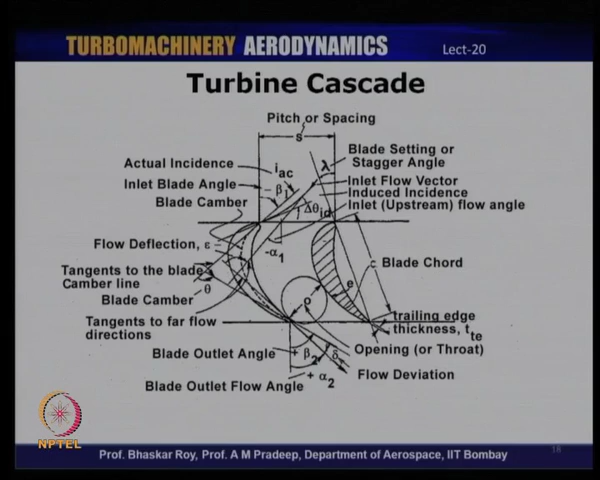 TURBOMACHINERY AERODYNAMICS Lect-20
Turbine Cascade
Pitch or Spacing
s
Actual Incidence
i ac
Blade Setting or
Stagger Angle
λ
Inlet Blade Angle
- β1
Inlet Flow Vector
Blade Camber
Induced Incidence
Δθid
Inlet (Upstream) flow angle
Flow Deflection, ε
-α1
Tangents to the blade
Camber line
θ
c Blade Chord
e
Blade Camber
o
Tangents to far flow
directions
trailing edge
thickness, t te
Opening (or Throat)
Blade Outlet Angle
+ β2
δ
Flow Deviation
Blade Outlet Flow Angle
+ α2
NPTEL
Prof. Bhaskar Roy, Prof. A M Pradeep, Department of Aerospace, IIT Bombay
18